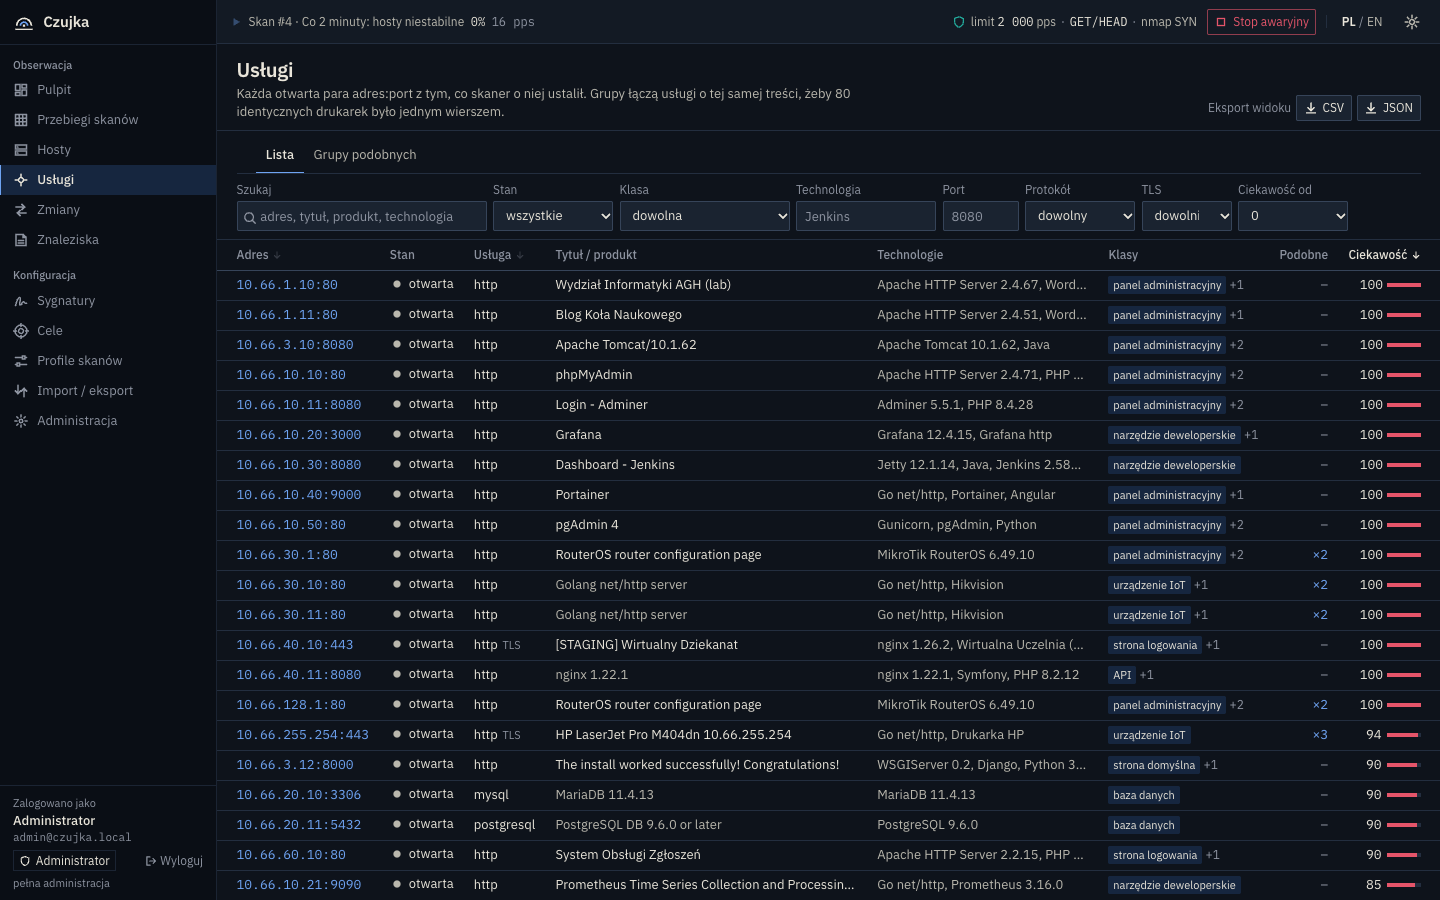 Czujka
Skan #4 · Co 2 minuty: hosty niestabilne 0% 16 pps
limit 2 000 pps · GET/HEAD · nmap SYN
Stop awaryjny
PL / EN
Obserwacja
Pulpit
Przebiegi skanów
Hosty
Usługi
Zmiany
Znaleziska
Konfiguracja
Sygnatury
Cele
Profile skanów
Import / eksport
Administracja
Zalogowano jako
Administrator
admin@czujka.local
Administrator
Wyloguj
pełna administracja
Usługi
Każda otwarta para adres:port z tym, co skaner o niej ustalił. Grupy łączą usługi o tej samej treści, żeby 80
identycznych drukarek było jednym wierszem.
Eksport widoku CSV JSON
Lista Grupy podobnych
Szukaj Stan Klasa Technologia Port Protokół TLS Ciekawość od
adres, tytuł, produkt, technologia wszystkie dowolna Jenkins 8080 dowolny dowolni 0
Adres ↓ Stan Usługa ↓ Tytuł / produkt Technologie Klasy Podobne Ciekawość ↓
10.66.1.10:80 otwarta http Wydział Informatyki AGH (lab) Apache HTTP Server 2.4.67, Word... panel administracyjny +1 – 100
10.66.1.11:80 otwarta http Blog Koła Naukowego Apache HTTP Server 2.4.51, Word... panel administracyjny +1 – 100
10.66.3.10:8080 otwarta http Apache Tomcat/10.1.62 Apache Tomcat 10.1.62, Java panel administracyjny +2 – 100
10.66.10.10:80 otwarta http phpMyAdmin Apache HTTP Server 2.4.71, PHP ... panel administracyjny +2 – 100
10.66.10.11:8080 otwarta http Login - Adminer Adminer 5.5.1, PHP 8.4.28 panel administracyjny +2 – 100
10.66.10.20:3000 otwarta http Grafana Grafana 12.4.15, Grafana http narzędzie deweloperskie +1 – 100
10.66.10.30:8080 otwarta http Dashboard - Jenkins Jetty 12.1.14, Java, Jenkins 2.58... narzędzie deweloperskie – 100
10.66.10.40:9000 otwarta http Portainer Go net/http, Portainer, Angular panel administracyjny +1 – 100
10.66.10.50:80 otwarta http pgAdmin 4 Gunicorn, pgAdmin, Python panel administracyjny +2 – 100
10.66.30.1:80 otwarta http RouterOS router configuration page MikroTik RouterOS 6.49.10 panel administracyjny +2 ×2 100
10.66.30.10:80 otwarta http Golang net/http server Go net/http, Hikvision urządzenie IoT +1 ×2 100
10.66.30.11:80 otwarta http Golang net/http server Go net/http, Hikvision urządzenie IoT +1 ×2 100
10.66.40.10:443 otwarta http TLS [STAGING] Wirtualny Dziekanat nginx 1.26.2, Wirtualna Uczelnia (... strona logowania +1 – 100
10.66.40.11:8080 otwarta http nginx 1.22.1 nginx 1.22.1, Symfony, PHP 8.2.12 API +1 – 100
10.66.128.1:80 otwarta http RouterOS router configuration page MikroTik RouterOS 6.49.10 panel administracyjny +2 ×2 100
10.66.255.254:443 otwarta http TLS HP LaserJet Pro M404dn 10.66.255.254 Go net/http, Drukarka HP urządzenie IoT ×3 94
10.66.3.12:8000 otwarta http The install worked successfully! Congratulations! WSGIServer 0.2, Django, Python 3... strona domyślna +1 – 90
10.66.20.10:3306 otwarta mysql MariaDB 11.4.13 MariaDB 11.4.13 baza danych – 90
10.66.20.11:5432 otwarta postgresql PostgreSQL DB 9.6.0 or later PostgreSQL 9.6.0 baza danych – 90
10.66.60.10:80 otwarta http System Obsługi Zgłoszeń Apache HTTP Server 2.2.15, PHP ... strona logowania +1 – 90
10.66.10.21:9090 otwarta http Prometheus Time Series Collection and Processin... Go net/http, Prometheus 3.16.0 narzędzie deweloperskie – 85